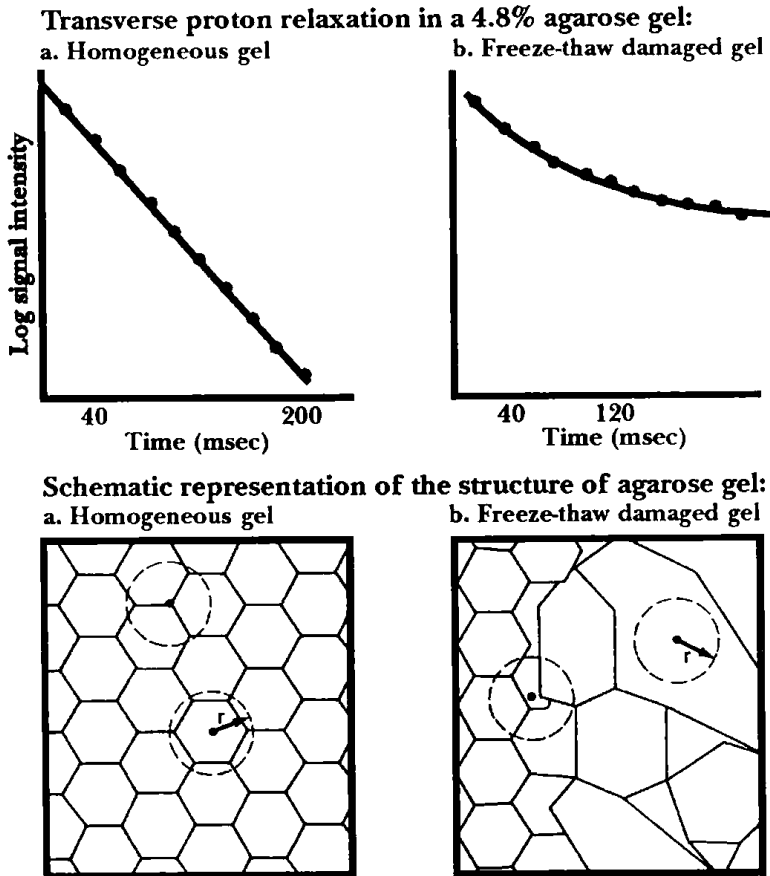 Transverse proton relaxation in a 4.8% agarose gel:
a. Homogeneous gel
b. Freeze-thaw damaged gel
Log signal intensity
40
200
Time (msec)
40
120
Time (msec)
Schematic representation of the structure of agarose gel:
a. Homogeneous gel
b. Freeze-thaw damaged gel
r
r